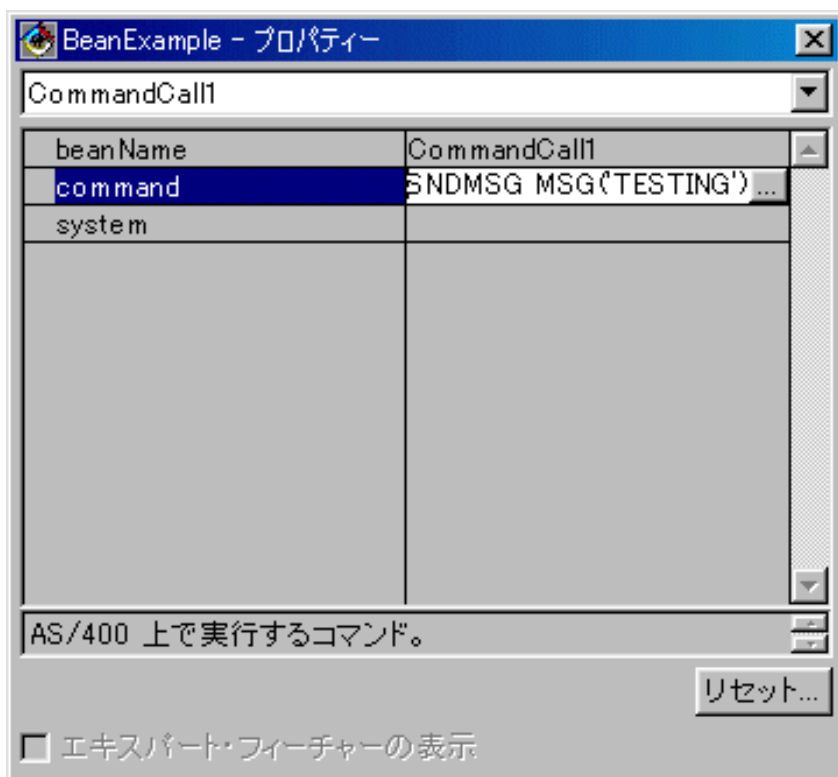 BeanExample - プロパティー
CommandCall1
beanName CommandCall1
command SNDMSG MSG('TESTING') ...
system
AS/400 上で実行するコマンド。
リセット...
エキスパート・フィーチャーの表示